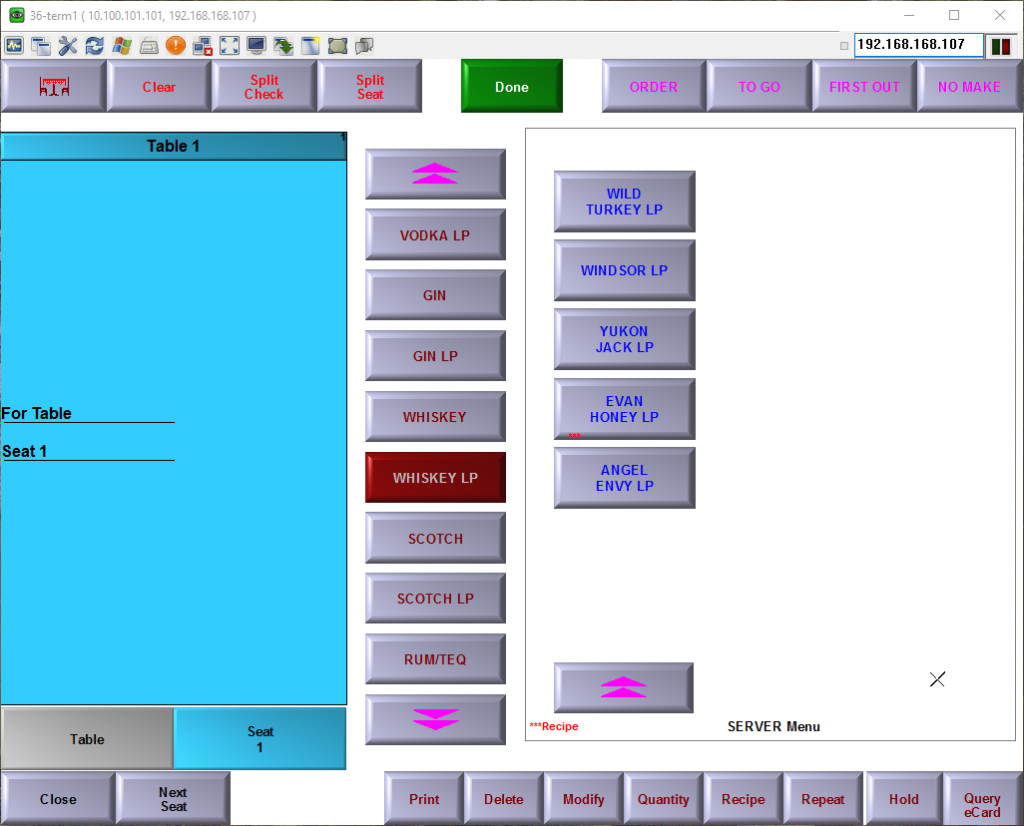 36-term1 ( 10.100.101.101, 192.168.168.107 )
192.168.168.107
Clear
Split
Check
Split
Seat
Done
ORDER
TO GO
FIRST OUT
NO MAKE
Table 1
1
For Table
Seat 1
VODKA LP
GIN
GIN LP
WHISKEY
WHISKEY LP
SCOTCH
SCOTCH LP
RUM/TEQ
WILD
TURKEY LP
WINDSOR LP
YUKON
JACK LP
EVAN
HONEY LP
***
ANGEL
ENVY LP
***Recipe
SERVER Menu
Table
Seat
1
Close
Next
Seat
Print
Delete
Modify
Quantity
Recipe
Repeat
Hold
Query
eCard